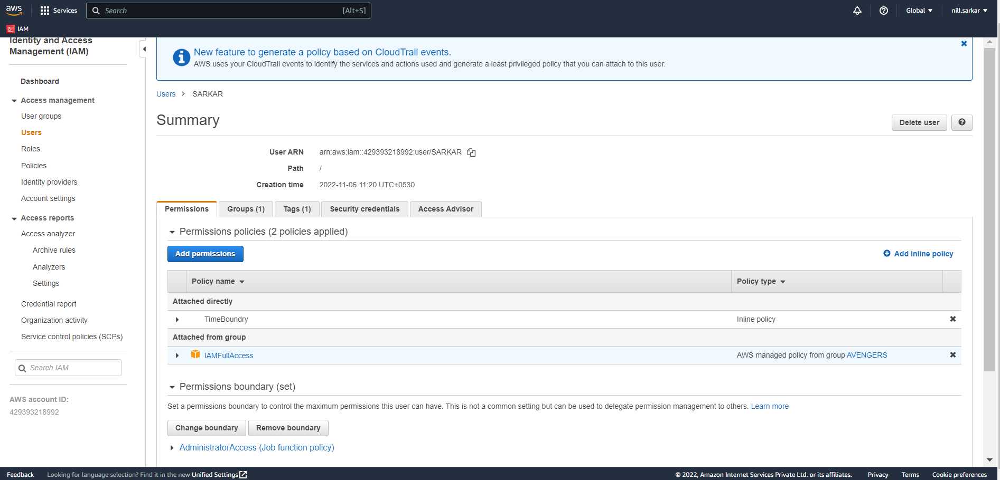 aws
Services
Search
[Alt+S]
Global
nill.sarkar
IAM
Identity and Access
Management (IAM)
Dashboard
Access management
User groups
Users
Roles
Policies
Identity providers
Account settings
Access reports
Access analyzer
Archive rules
Analyzers
Settings
Credential report
Organization activity
Service control policies (SCPs)
Search IAM
AWS account ID:
429393218992
New feature to generate a policy based on CloudTrail events.
AWS uses your CloudTrail events to identify the services and actions used and generate a least privileged policy that you can attach to this user.
Users > SARKAR
Summary
Delete user
User ARN arn:aws:iam::429393218992:user/SARKAR
Path /
Creation time 2022-11-06 11:20 UTC+0530
Permissions Groups (1) Tags (1) Security credentials Access Advisor
Permissions policies (2 policies applied)
Add permissions
Add inline policy
Policy name Policy type
Attached directly
TimeBoundry Inline policy
Attached from group
IAMFullAccess AWS managed policy from group AVENGERS
Permissions boundary (set)
Set a permissions boundary to control the maximum permissions this user can have. This is not a common setting but can be used to delegate permission management to others. Learn more
Change boundary Remove boundary
AdministratorAccess (Job function policy)
Feedback Looking for language selection? Find it in the new Unified Settings © 2022, Amazon Internet Services Private Ltd. or its affiliates. Privacy Terms Cookie preferences